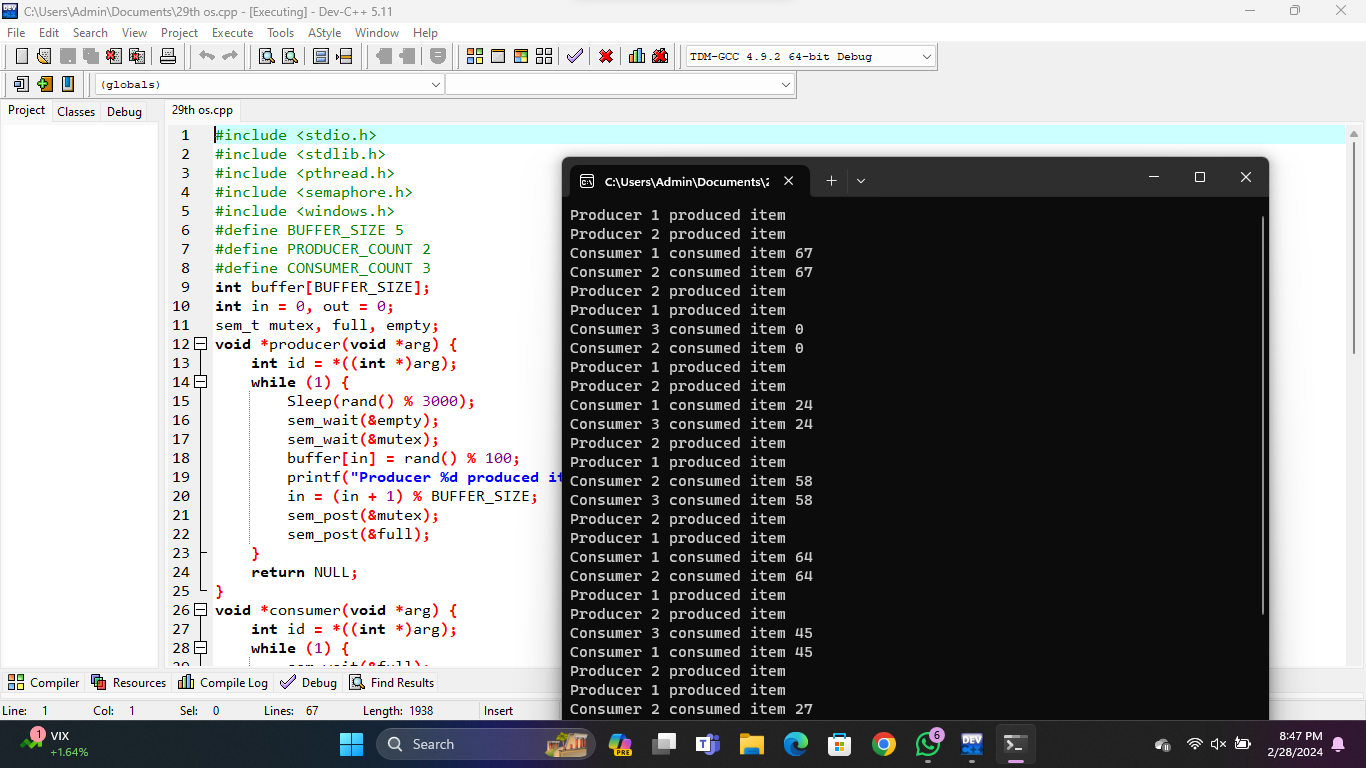 C:\Users\Admin\Documents\29th os.cpp - [Executing] - Dev-C++ 5.11
File Edit Search View Project Execute Tools AStyle Window Help
TDM-GCC 4.9.2 64-bit Debug
(globals)
Project Classes Debug
29th os.cpp
1 #include <stdio.h>
2 #include <stdlib.h>
3 #include <pthread.h>
4 #include <semaphore.h>
5 #include <windows.h>
6 #define BUFFER_SIZE 5
7 #define PRODUCER_COUNT 2
8 #define CONSUMER_COUNT 3
9 int buffer[BUFFER_SIZE];
10 int in = 0, out = 0;
11 sem_t mutex, full, empty;
12 void *producer(void *arg) {
13 int id = *((int *)arg);
14 while (1) {
15 Sleep(rand() % 3000);
16 sem_wait(&empty);
17 sem_wait(&mutex);
18 buffer[in] = rand() % 100;
19 printf("Producer %d produced it
20 in = (in + 1) % BUFFER_SIZE;
21 sem_post(&mutex);
22 sem_post(&full);
23 }
24 return NULL;
25 }
26 void *consumer(void *arg) {
27 int id = *((int *)arg);
28 while (1) {
29 sem_wait(&full);
C:\Users\Admin\Documents\2
Producer 1 produced item
Producer 2 produced item
Consumer 1 consumed item 67
Consumer 2 consumed item 67
Producer 2 produced item
Producer 1 produced item
Consumer 3 consumed item 0
Consumer 2 consumed item 0
Producer 1 produced item
Producer 2 produced item
Consumer 1 consumed item 24
Consumer 3 consumed item 24
Producer 2 produced item
Producer 1 produced item
Consumer 2 consumed item 58
Consumer 3 consumed item 58
Producer 2 produced item
Producer 1 produced item
Consumer 1 consumed item 64
Consumer 2 consumed item 64
Producer 1 produced item
Producer 2 produced item
Consumer 3 consumed item 45
Consumer 1 consumed item 45
Producer 2 produced item
Producer 1 produced item
Consumer 2 consumed item 27
Compiler Resources Compile Log Debug Find Results
Line: 1 Col: 1 Sel: 0 Lines: 67 Length: 1938 Insert
1 VIX
+1.64%
Search
PRE
6
DEV
8:47 PM
2/28/2024